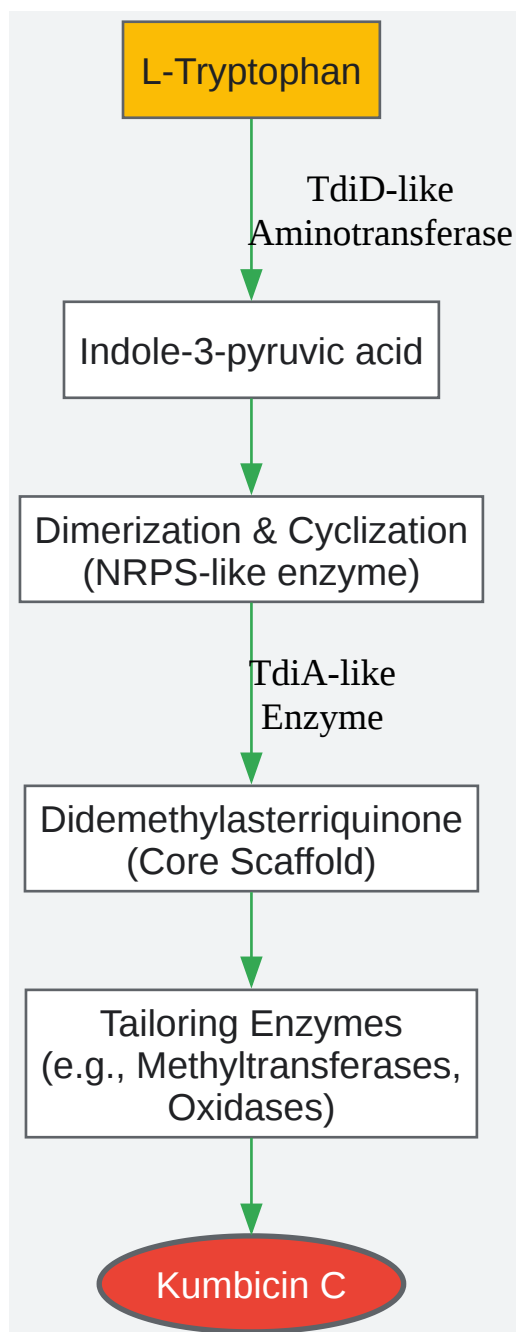 L-Tryptophan
TdiD-like
Aminotransferase
Indole-3-pyruvic acid
Dimerization & Cyclization
(NRPS-like enzyme)
TdiA-like
Enzyme
Didemethylasterriquinone
(Core Scaffold)
Tailoring Enzymes
(e.g., Methyltransferases,
Oxidases)
Kumbicin C